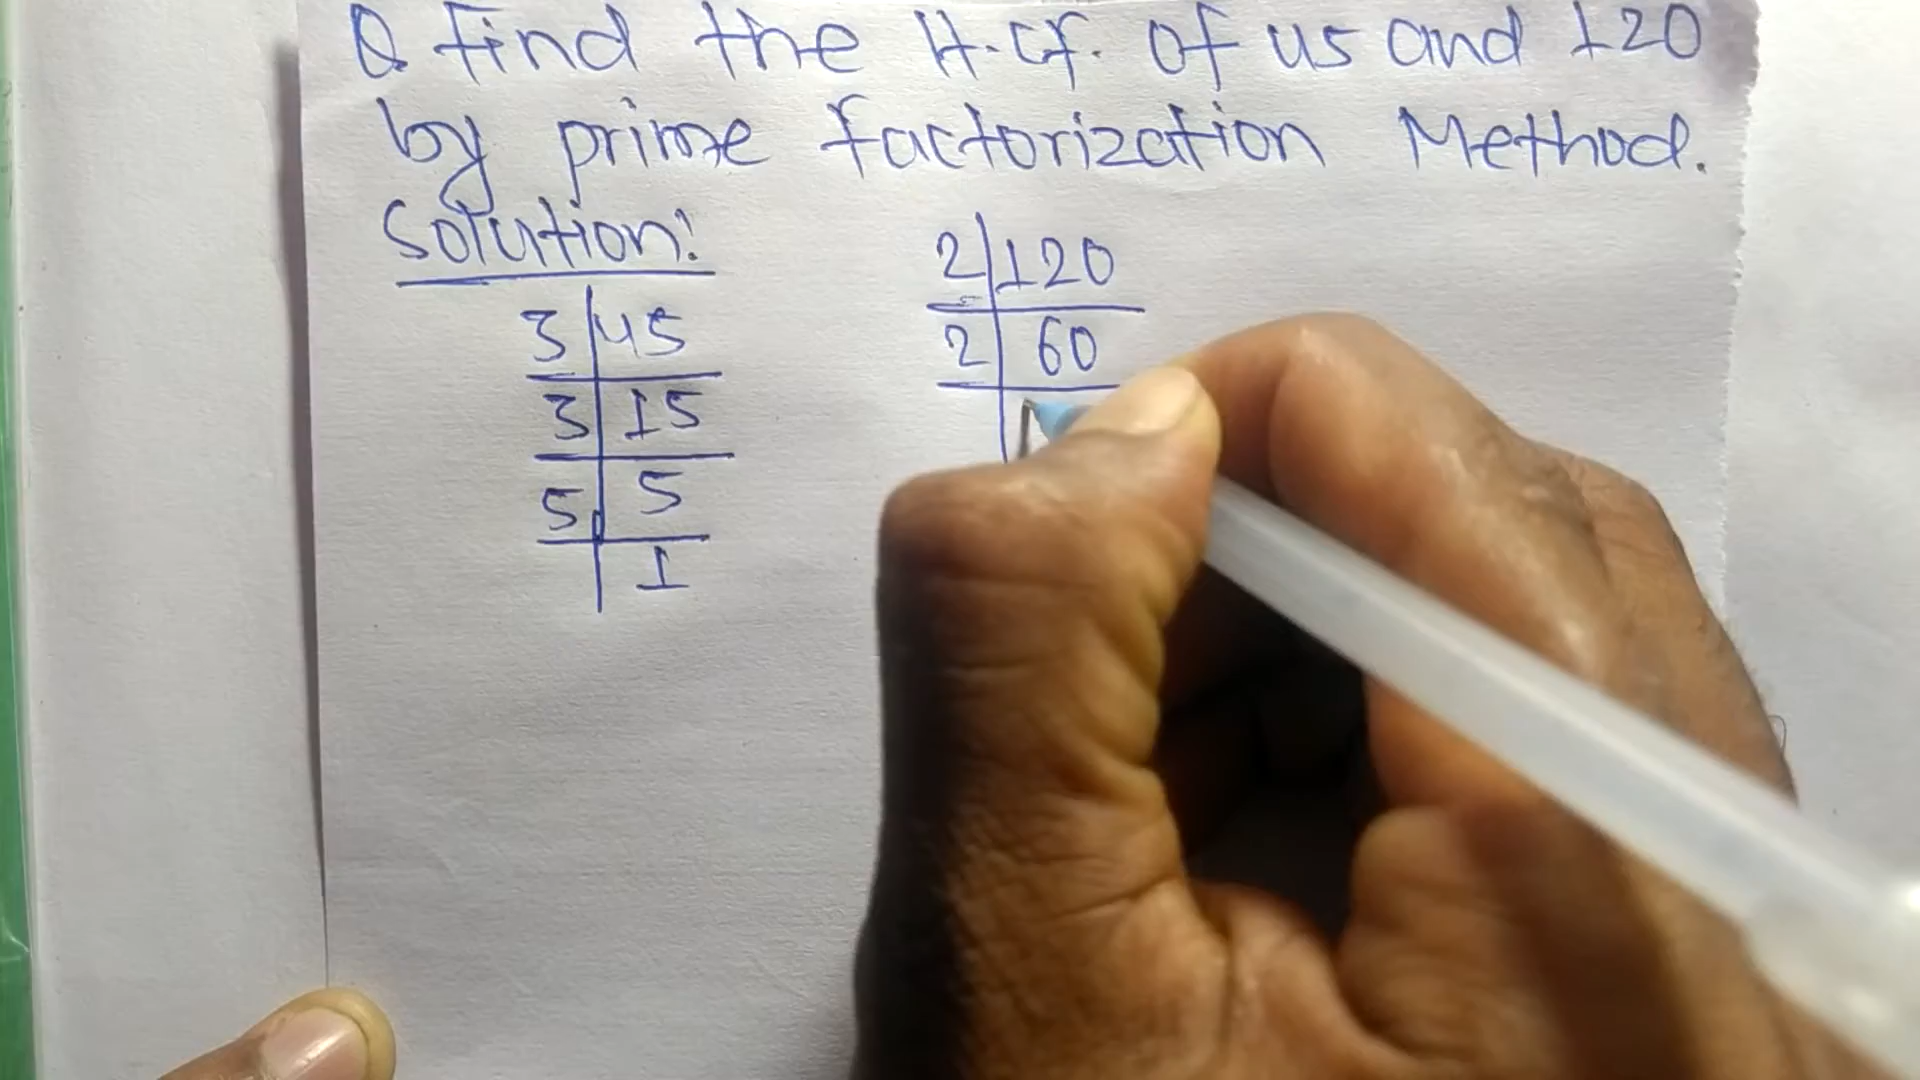 Q Find the H.C.F. of 45 and 120
by prime factorization Method.
Solution:
3 45
3 15
5 5
1
2 120
2 60